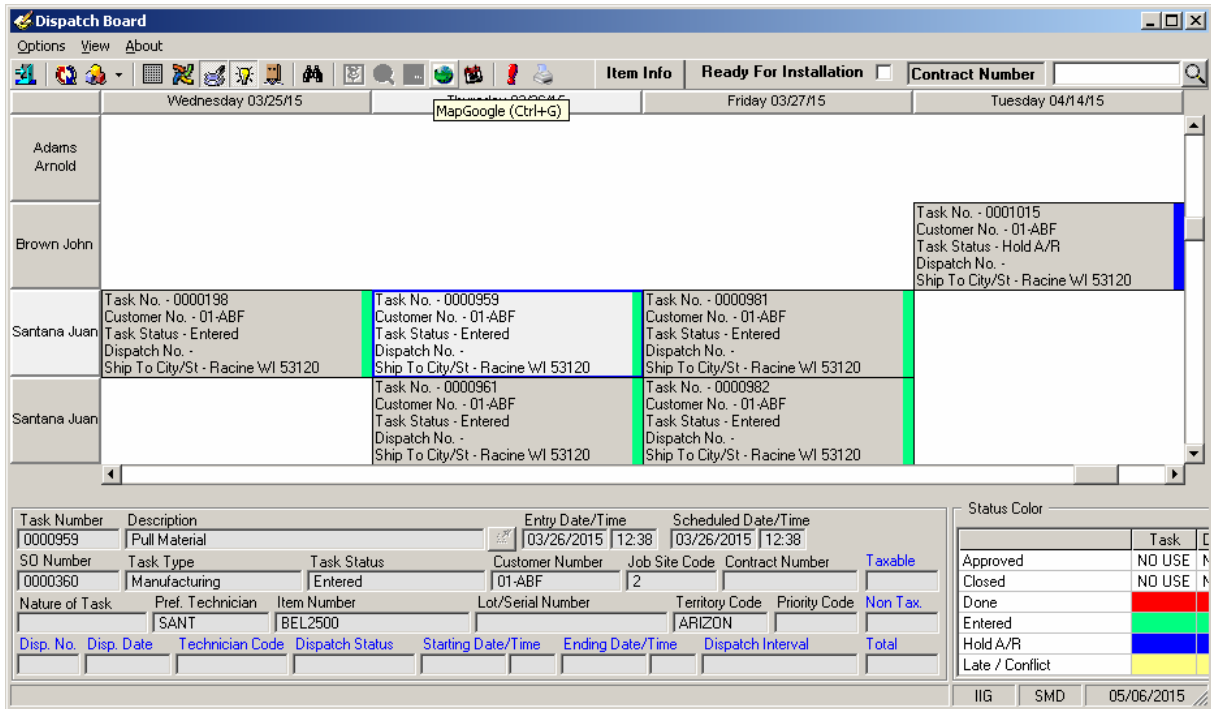 Dispatch Board
Options View About
Item Info Ready For Installation Contract Number
Wednesday 03/25/15 Thursday 03/26/15 Friday 03/27/15 Tuesday 04/14/15
MapGoogle (Ctrl+G)
Adams
Arnold
Brown John
Task No. - 0001015
Customer No. - 01-ABF
Task Status - Hold A/R
Dispatch No. -
Ship To City/St - Racine WI 53120
Santana Juan
Task No. - 0000198
Customer No. - 01-ABF
Task Status - Entered
Dispatch No. -
Ship To City/St - Racine WI 53120
Task No. - 0000959
Customer No. - 01-ABF
Task Status - Entered
Dispatch No. -
Ship To City/St - Racine WI 53120
Task No. - 0000981
Customer No. - 01-ABF
Task Status - Entered
Dispatch No. -
Ship To City/St - Racine WI 53120
Santana Juan
Task No. - 0000961
Customer No. - 01-ABF
Task Status - Entered
Dispatch No. -
Ship To City/St - Racine WI 53120
Task No. - 0000982
Customer No. - 01-ABF
Task Status - Entered
Dispatch No. -
Ship To City/St - Racine WI 53120
Task Number Description Entry Date/Time Scheduled Date/Time
0000959 Pull Material 03/26/2015 12:38 03/26/2015 12:38
SO Number Task Type Task Status Customer Number Job Site Code Contract Number Taxable
0000360 Manufacturing Entered 01-ABF 2
Nature of Task Pref. Technician Item Number Lot/Serial Number Territory Code Priority Code Non Tax.
SANT BEL2500 ARIZON
Disp. No. Disp. Date Technician Code Dispatch Status Starting Date/Time Ending Date/Time Dispatch Interval Total
Status Color
Task
Approved NO USE
Closed NO USE
Done
Entered
Hold A/R
Late / Conflict
IIG SMD 05/06/2015